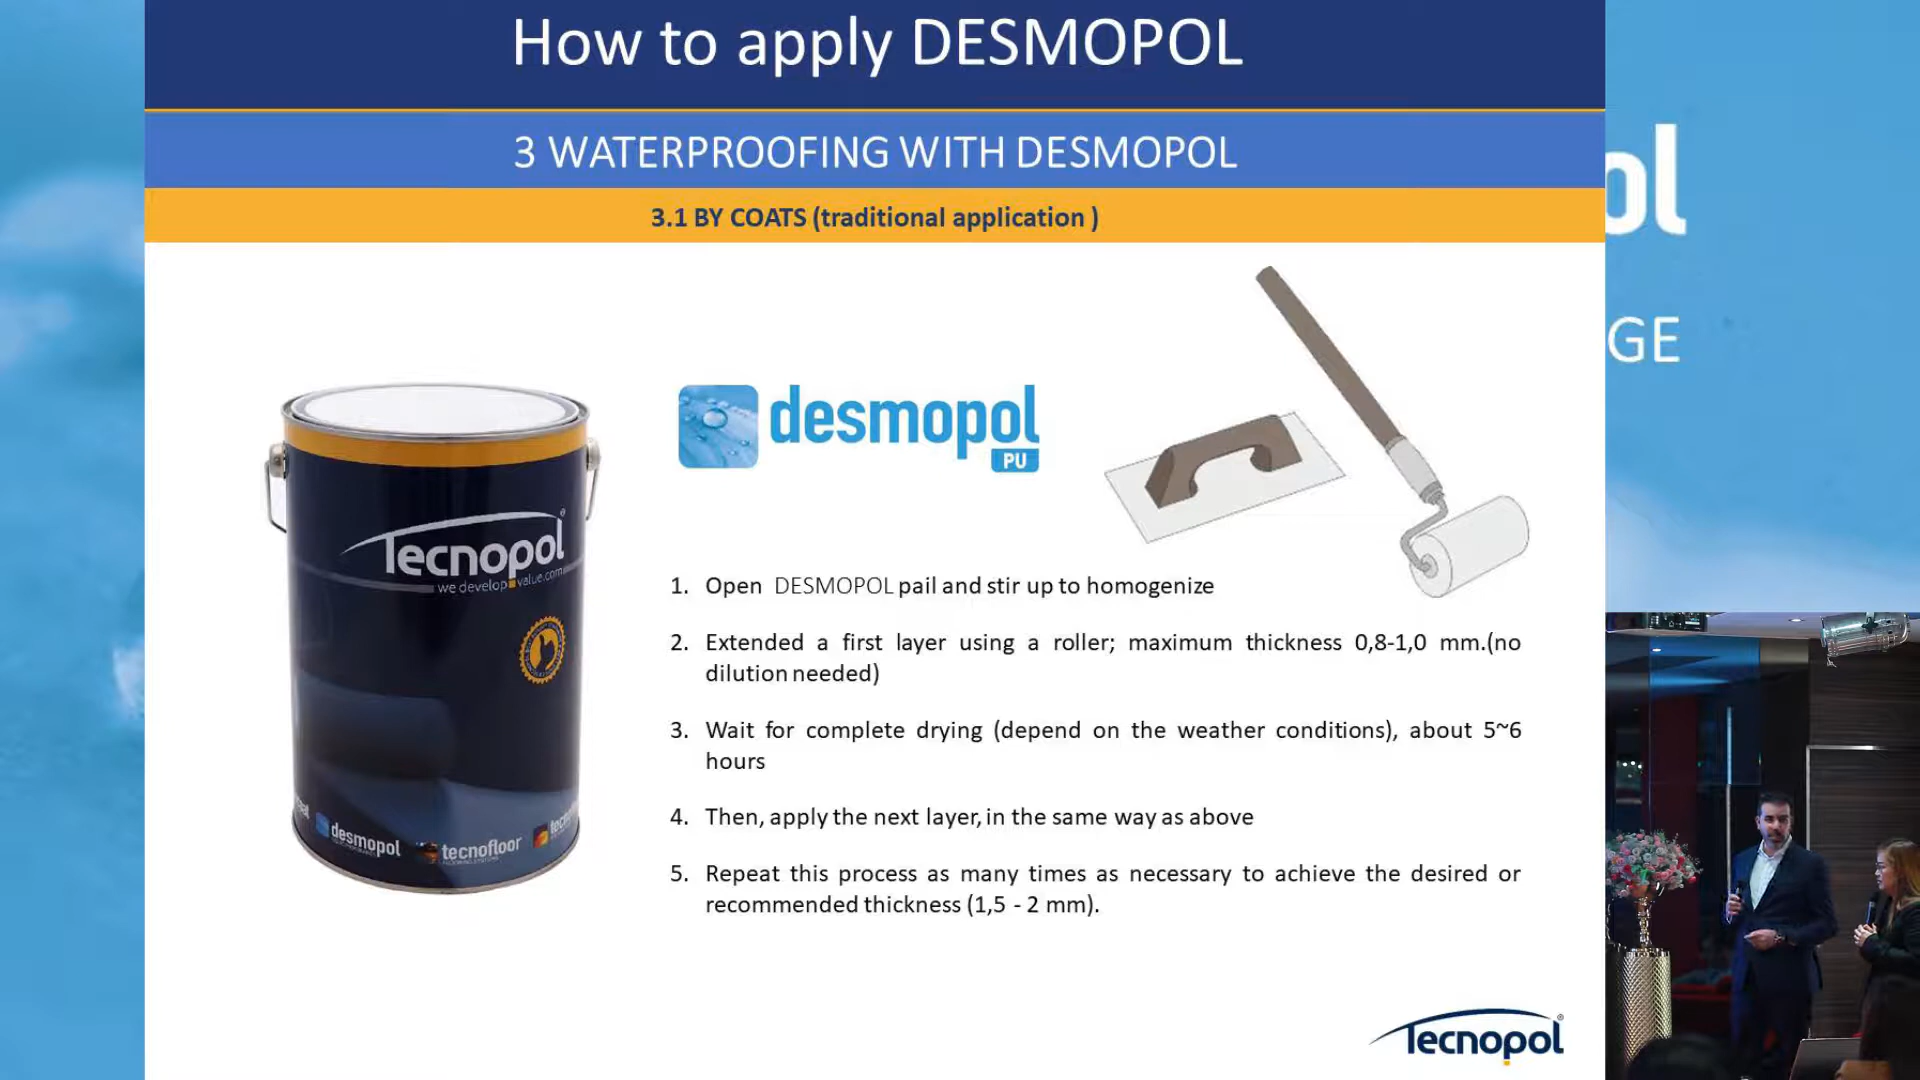 How to apply DESMOPOL
3 WATERPROOFING WITH DESMOPOL
3.1 BY COATS (traditional application )
ol
GE
desmopol
PU
Tecnopol
we develop value.com
desmopol
tecnofloor
1. Open DESMOPOL pail and stir up to homogenize
2. Extended a first layer using a roller; maximum thickness 0,8-1,0 mm.(no
dilution needed)
3. Wait for complete drying (depend on the weather conditions), about 5~6
hours
4. Then, apply the next layer, in the same way as above
5. Repeat this process as many times as necessary to achieve the desired or
recommended thickness (1,5 - 2 mm).
Tecnopol